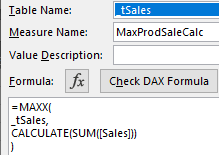 Table Name: _tSales
Measure Name: MaxProdSaleCalc
Value Description:
Formula: fx Check DAX Formula
=MAXX(
_tSales,
CALCULATE(SUM([Sales]))
)